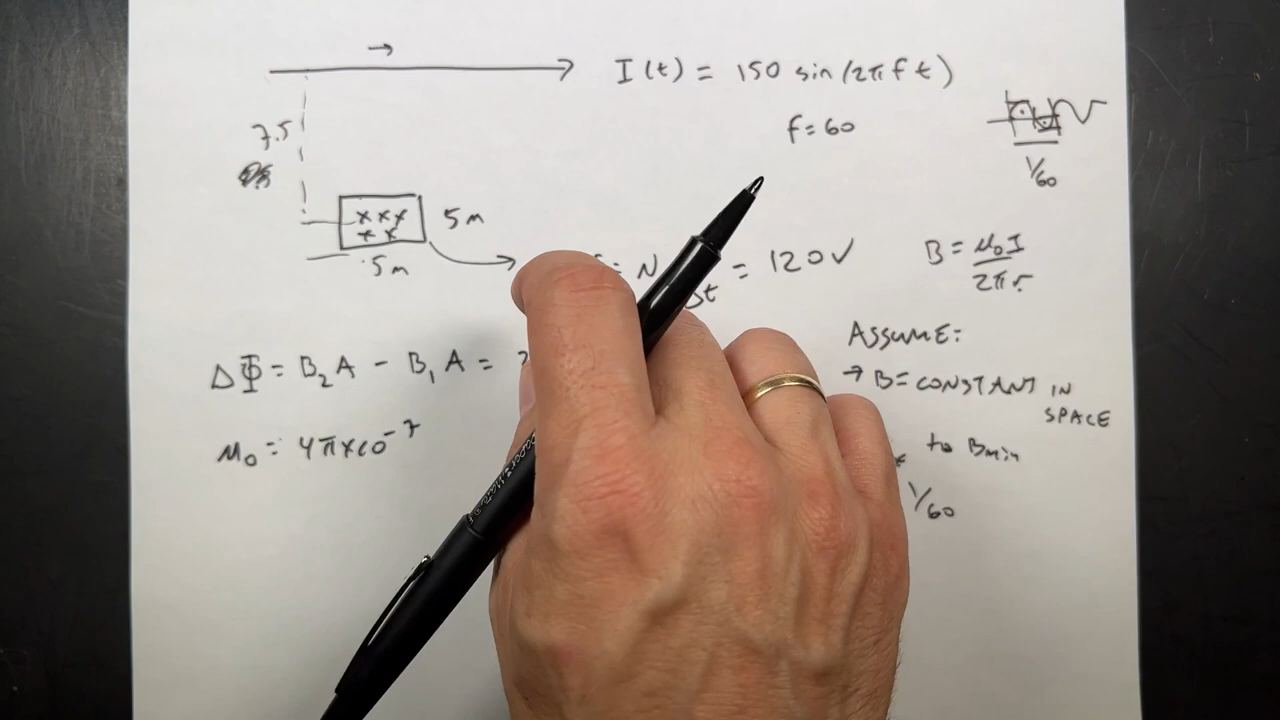 →
I(t) = 150 sin(2πft)
7.5
f=60
1/60
5m
.5m
= N
Δt
= 120V
B = μ₀I / 2πr
ASSUME:
ΔΦ = B₂A - B₁A =
→ B = CONSTANT IN SPACE
μ₀ = 4π×10⁻⁷
to Bmin
1/60